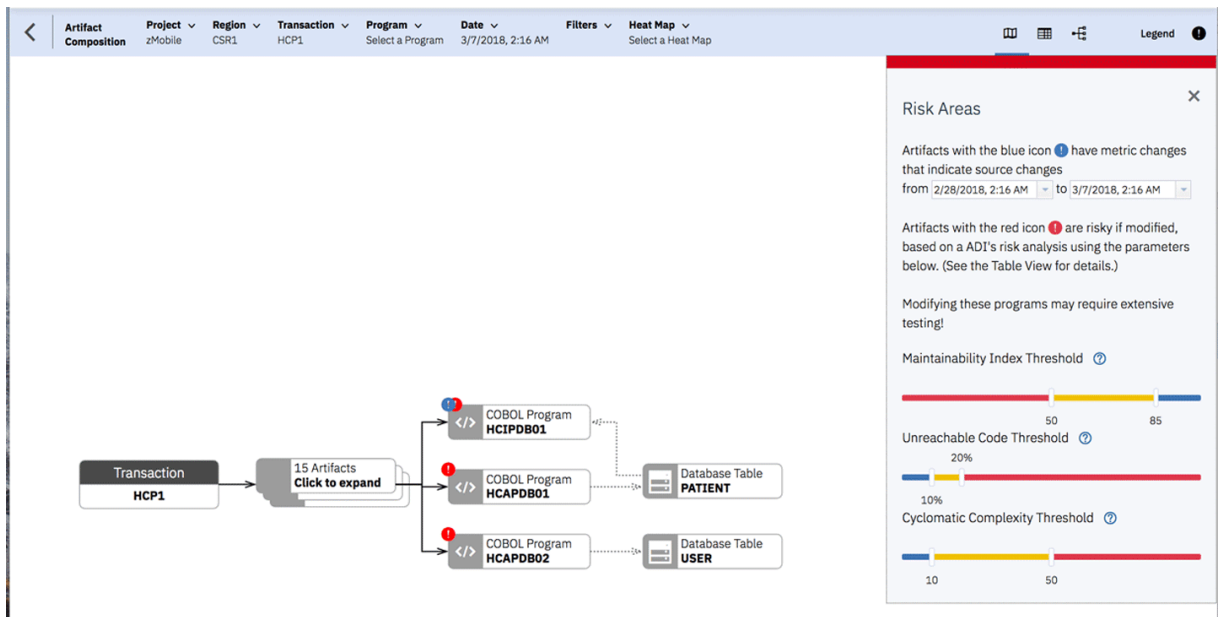 Artifact Composition
Project
zMobile
Region
CSR1
Transaction
HCP1
Program
Select a Program
Date
3/7/2018, 2:16 AM
Filters
Heat Map
Select a Heat Map
Legend
Risk Areas
Artifacts with the blue icon ! have metric changes
that indicate source changes
from 2/28/2018, 2:16 AM to 3/7/2018, 2:16 AM
Artifacts with the red icon ! are risky if modified,
based on a ADI's risk analysis using the parameters
below. (See the Table View for details.)
Modifying these programs may require extensive
testing!
Maintainability Index Threshold ?
50 85
Unreachable Code Threshold ?
20%
10%
Cyclomatic Complexity Threshold ?
10 50
Transaction
HCP1
15 Artifacts
Click to expand
COBOL Program
HCIPDB01
COBOL Program
HCAPDB01
COBOL Program
HCAPDB02
Database Table
PATIENT
Database Table
USER